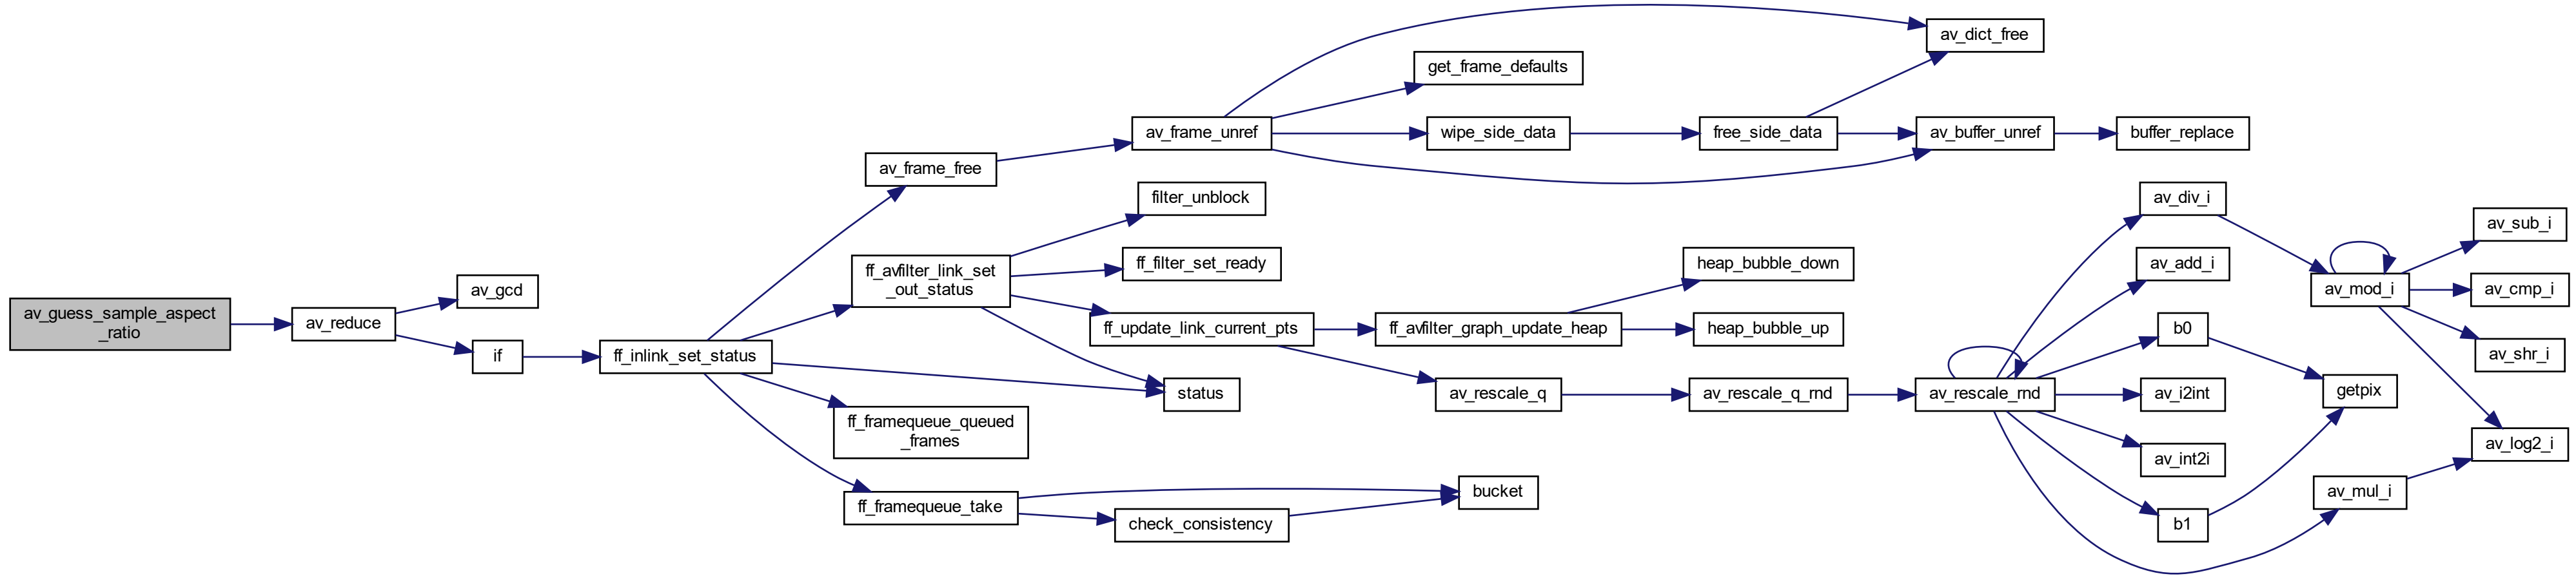 av_guess_sample_aspect
_ratio
av_reduce
av_gcd
if
ff_inlink_set_status
av_frame_free
ff_avfilter_link_set
_out_status
ff_framequeue_queued
_frames
ff_framequeue_take
av_frame_unref
filter_unblock
ff_filter_set_ready
ff_update_link_current_pts
status
check_consistency
bucket
get_frame_defaults
wipe_side_data
ff_avfilter_graph_update_heap
av_rescale_q
free_side_data
heap_bubble_down
heap_bubble_up
av_rescale_q_rnd
av_dict_free
av_buffer_unref
av_rescale_rnd
buffer_replace
av_div_i
av_add_i
b0
av_i2int
av_int2i
b1
av_mod_i
getpix
av_mul_i
av_sub_i
av_cmp_i
av_shr_i
av_log2_i